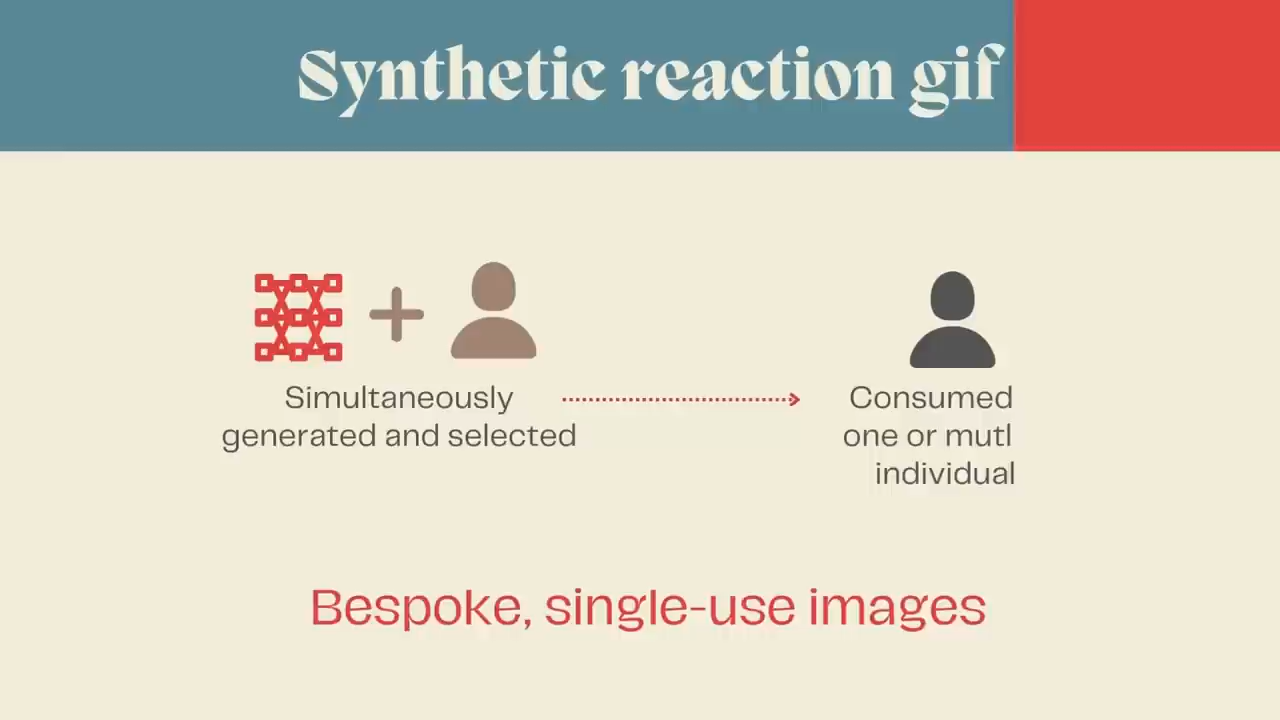 Synthetic reaction gif
Simultaneously
generated and selected
Consumed
one or mutl
individual
Bespoke, single-use images